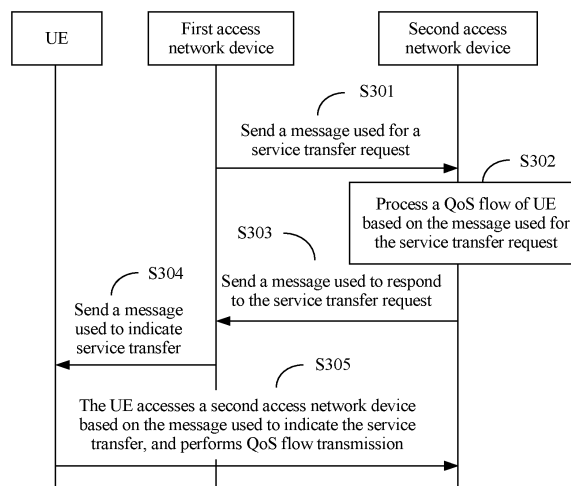 UE
First access
network device
Second access
network device
S301
Send a message used for a
service transfer request
S302
Process a QoS flow of UE
based on the message used for
the service transfer request
S303
Send a message used to respond
to the service transfer request
S304
Send a message
used to indicate
service transfer
S305
The UE accesses a second access network device
based on the message used to indicate the service
transfer, and performs QoS flow transmission